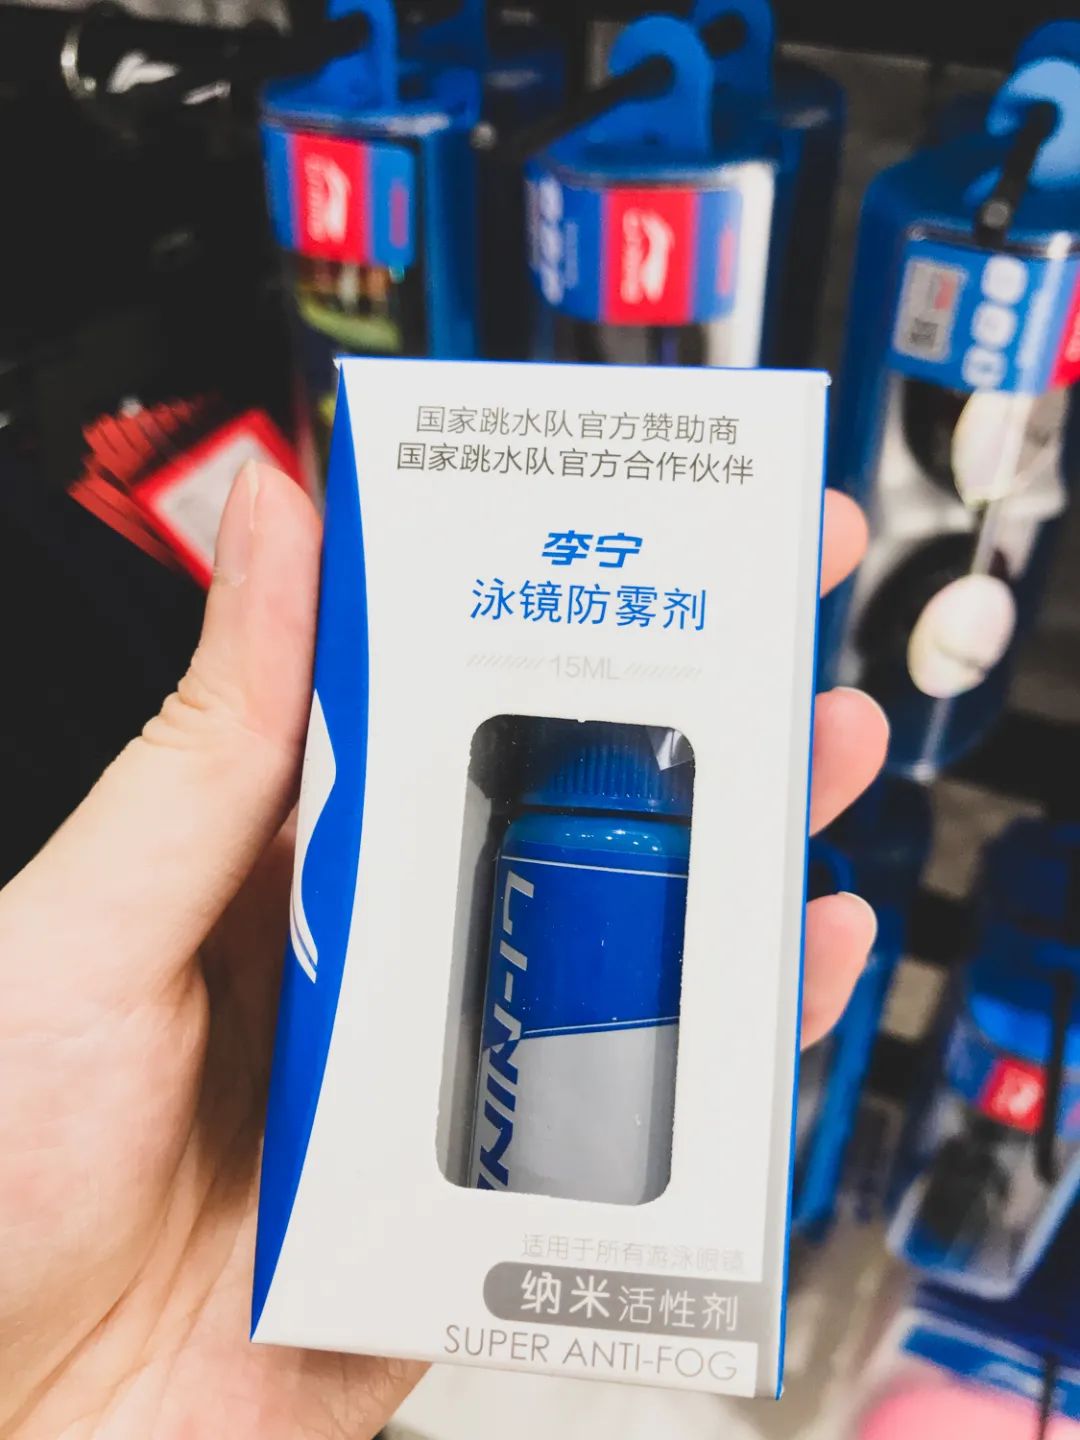 国家跳水队官方赞助商
国家跳水队官方合作伙伴
李宁
泳镜防雾剂
15ML
LI-NIN
适用于所有游泳眼镜
纳米活性剂
SUPER ANTI-FOG